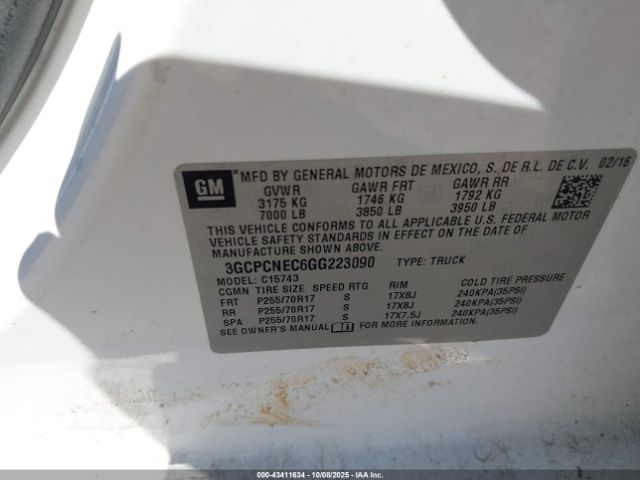 GM
MFD BY GENERAL MOTORS DE MEXICO, S. DE R.L. DE C.V. 02/16
GVWR GAWR FRT GAWR RR
3175 KG 1746 KG 1792 KG
7000 LB 3850 LB 3950 LB
THIS VEHICLE CONFORMS TO ALL APPLICABLE U.S. FEDERAL MOTOR
VEHICLE SAFETY STANDARDS IN EFFECT ON THE DATE OF
MANUFACTURE SHOWN ABOVE.
3GCPCNEC6GG223090 TYPE: TRUCK
MODEL: C15743
CGMN TIRE SIZE SPEED RTG RIM COLD TIRE PRESSURE
FRT P255/70R17 S 17X8J 240KPA(35PSI)
RR P255/70R17 S 17X8J 240KPA(35PSI)
SPA P255/70R17 S 17X7.5J 240KPA(35PSI)
SEE OWNER'S MANUAL FOR MORE INFORMATION.
000-43411634 | 10/08/2025 | ©IAA Inc